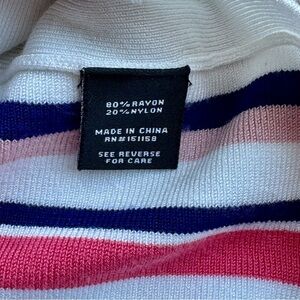 80% RAYON
20% NYLON
MADE IN CHINA
RN#151158
SEE REVERSE
FOR CARE